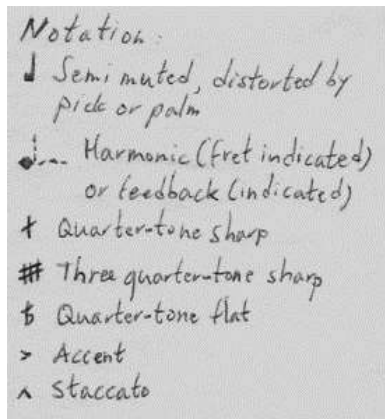 Notation:
Semi muted, distorted by
pick or palm
Harmonic (fret indicated)
or feedback (indicated)
Quarter-tone sharp
Three quarter-tone sharp
Quarter-tone flat
> Accent
^ Staccato